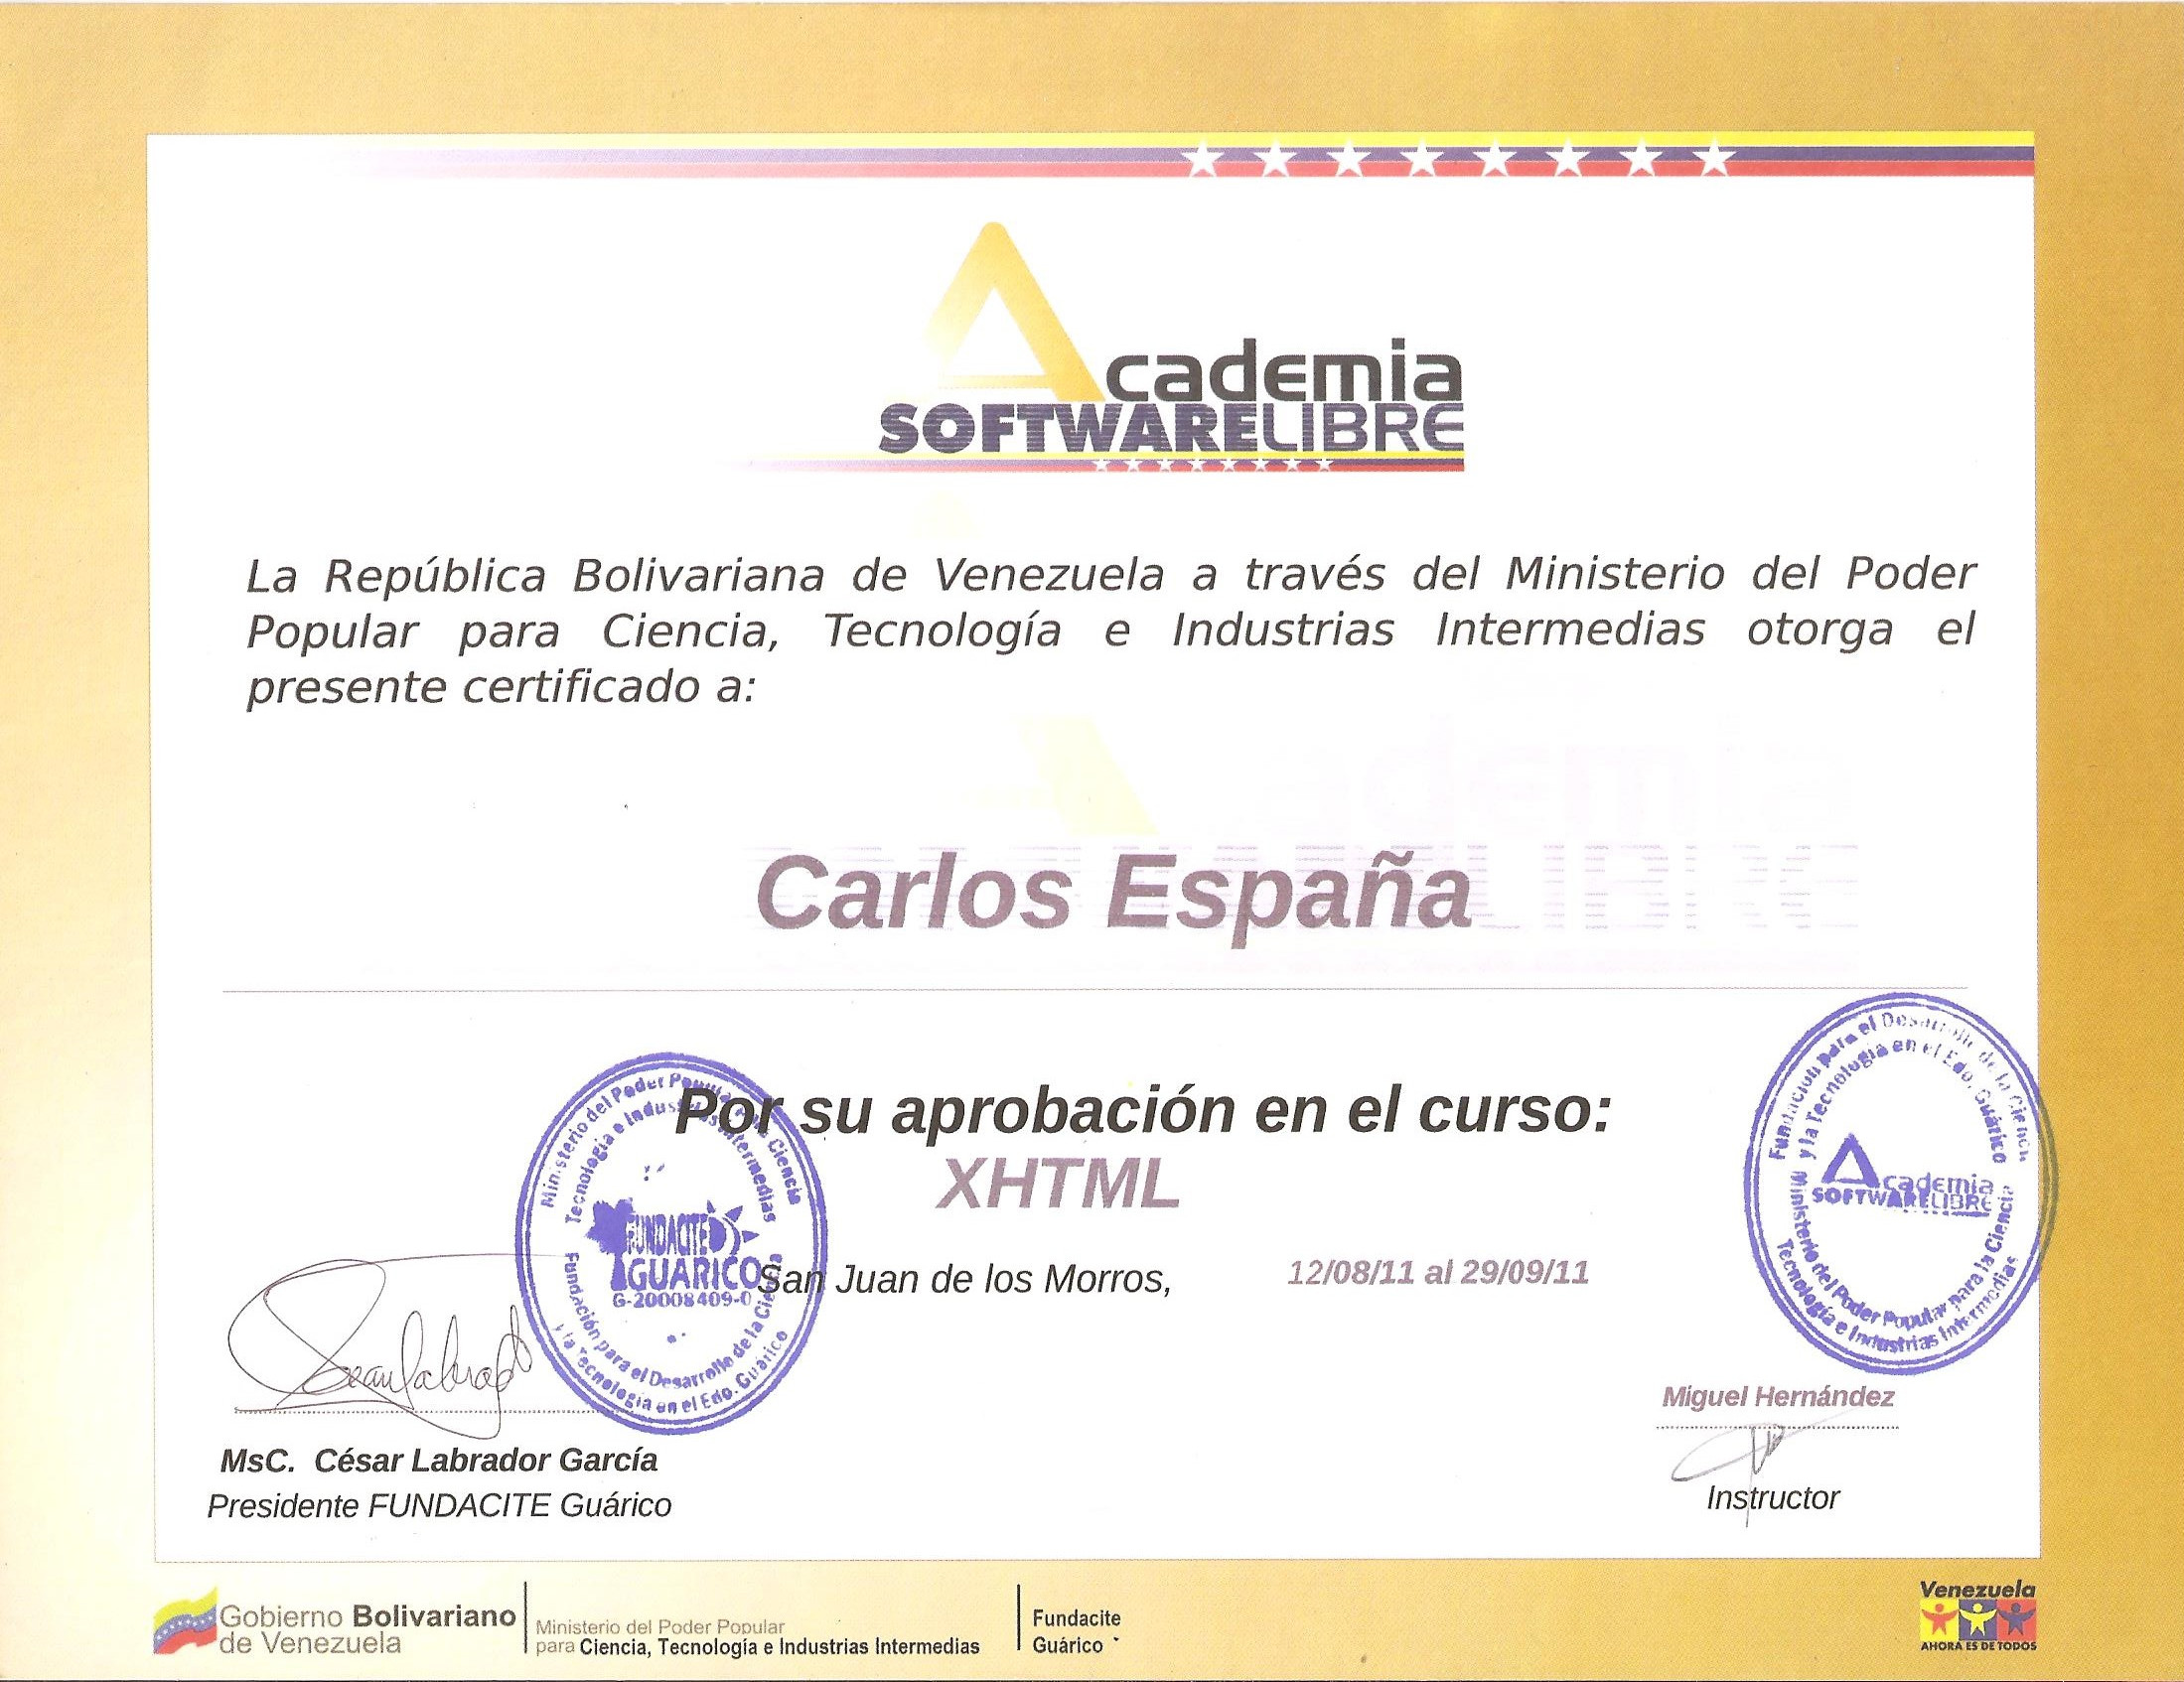 Academia
SOFTWARELIBRE
La República Bolivariana de Venezuela a través del Ministerio del Poder
Popular para Ciencia, Tecnología e Industrias Intermedias otorga el
presente certificado a:
Carlos España
Por su aprobación en el curso:
XHTML
San Juan de los Morros, 12/08/11 al 29/09/11
Ministerio del Poder Popular para Ciencia
Tecnología e Industrias Intermedias
FUNDACITE
GUARICO
G-20008409-0
Fundación para el Desarrollo de la Ciencia
y la Tecnología en el Edo. Guarico
Fundación para el Desarrollo de la Ciencia
y la Tecnología en el Edo. Guárico
Academia
SOFTWARELIBRE
Ministerio del Poder Popular para la Ciencia
Tecnología e Industrias Intermedias
MsC. César Labrador García
Presidente FUNDACITE Guárico
Miguel Hernández
Instructor
Gobierno Bolivariano
de Venezuela
Ministerio del Poder Popular
para Ciencia, Tecnología e Industrias Intermedias
Fundacite
Guárico
Venezuela
AHORA ES DE TODOS